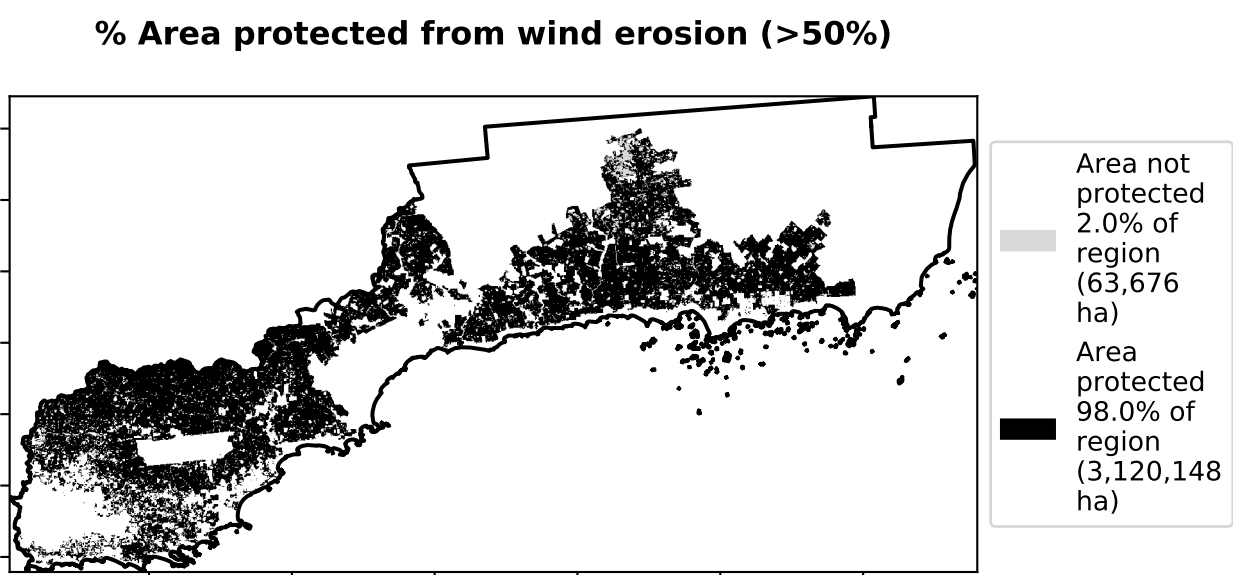 % Area protected from wind erosion (>50%)
Area not
protected
2.0% of
region
(63,676
ha)
Area
protected
98.0% of
region
(3,120,148
ha)